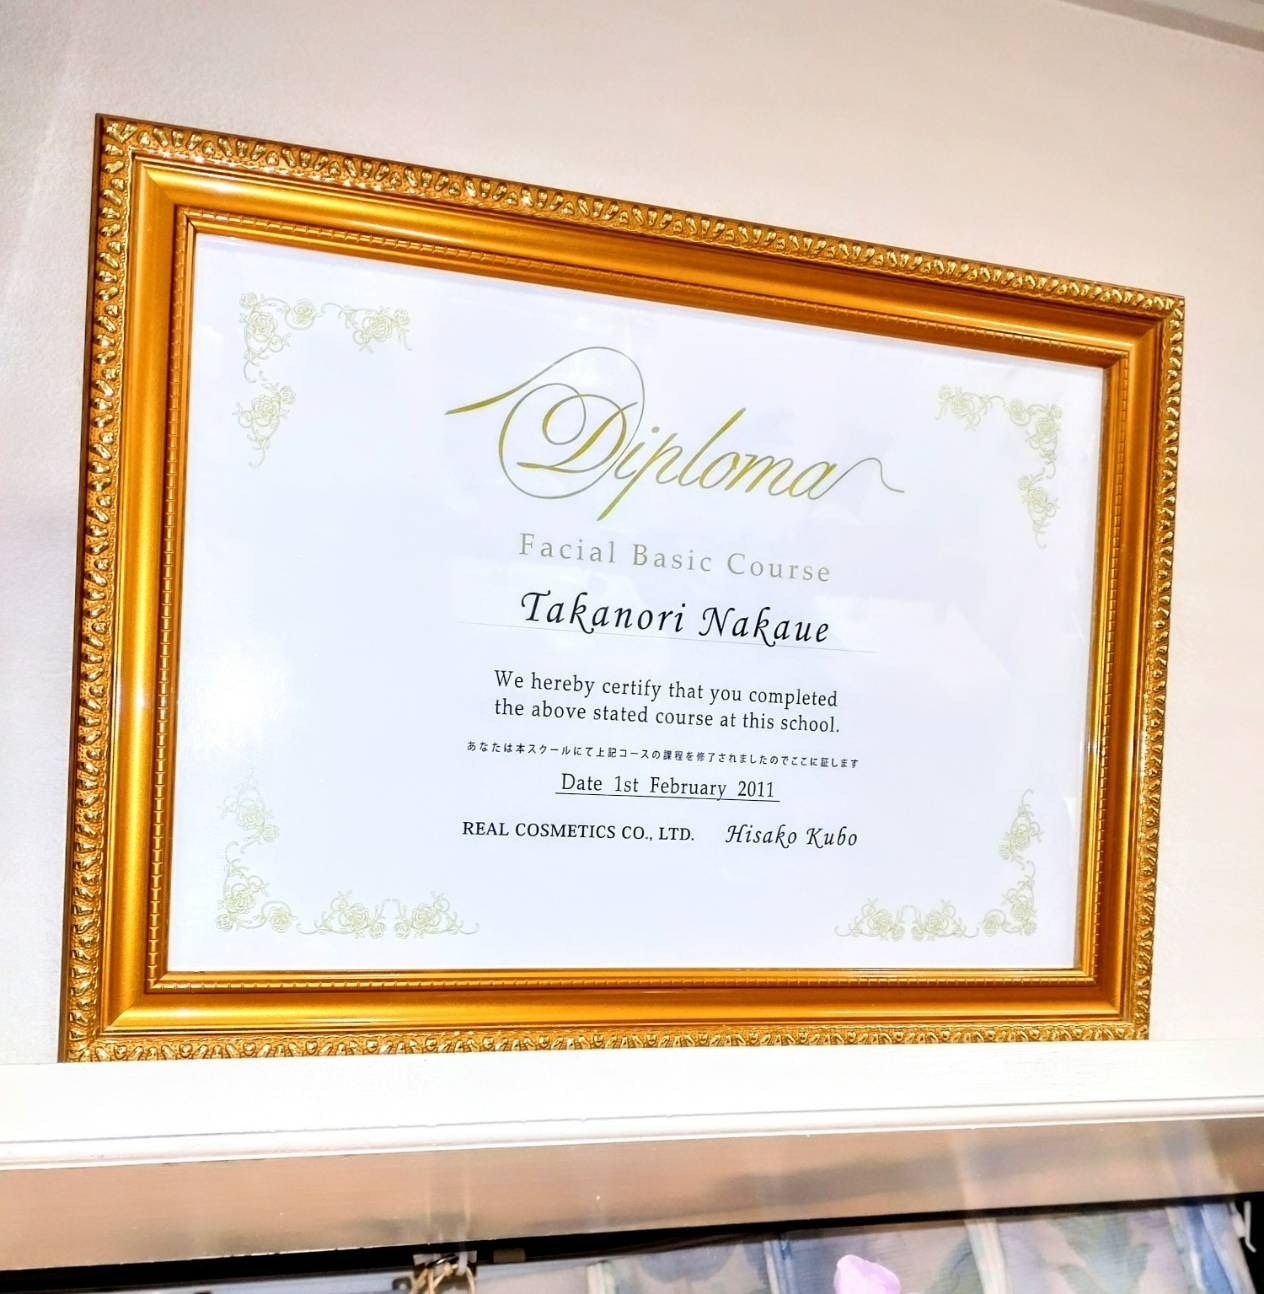 Diploma
Facial Basic Course
Takanori Nakaue
We hereby certify that you completed
the above stated course at this school.
あなたは本スクールにて上記コースの課程を修了されましたのでここに証します
Date 1st February 2011
REAL COSMETICS CO., LTD. Hisako Kubo